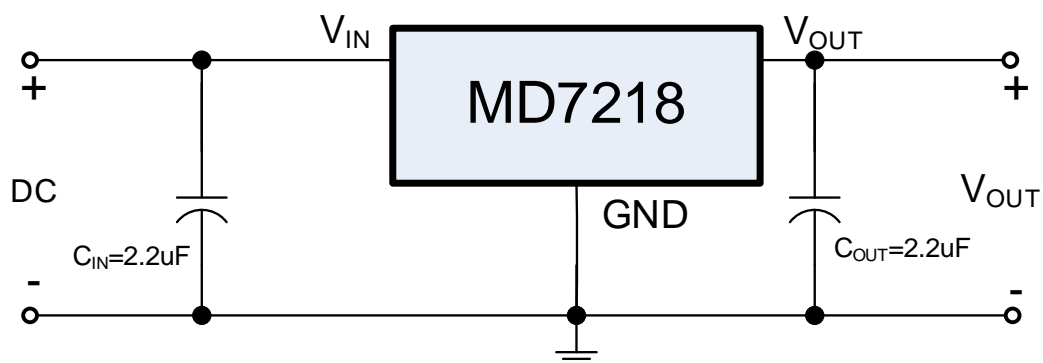 V_IN
V_OUT
+
+
MD7218
DC
V_OUT
GND
C_IN=2.2uF
C_OUT=2.2uF
-
-